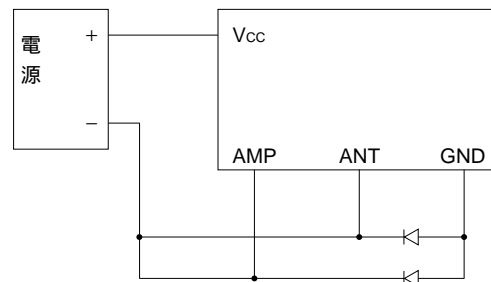 電源
+
−
Vcc
AMP ANT GND